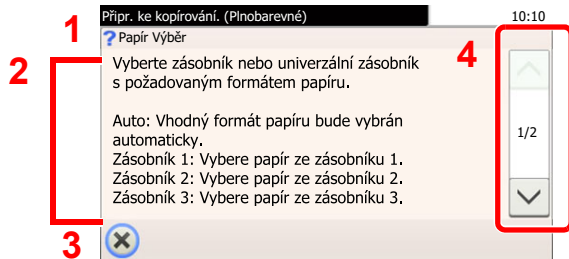 Připr. ke kopírování. (Plnobarevné) 10:10
1 ? Papír Výběr 4
2 Vyberte zásobník nebo univerzální zásobník
s požadovaným formátem papíru.
Auto: Vhodný formát papíru bude vybrán
automaticky. 1/2
Zásobník 1: Vybere papír ze zásobníku 1.
Zásobník 2: Vybere papír ze zásobníku 2.
Zásobník 3: Vybere papír ze zásobníku 3.
3